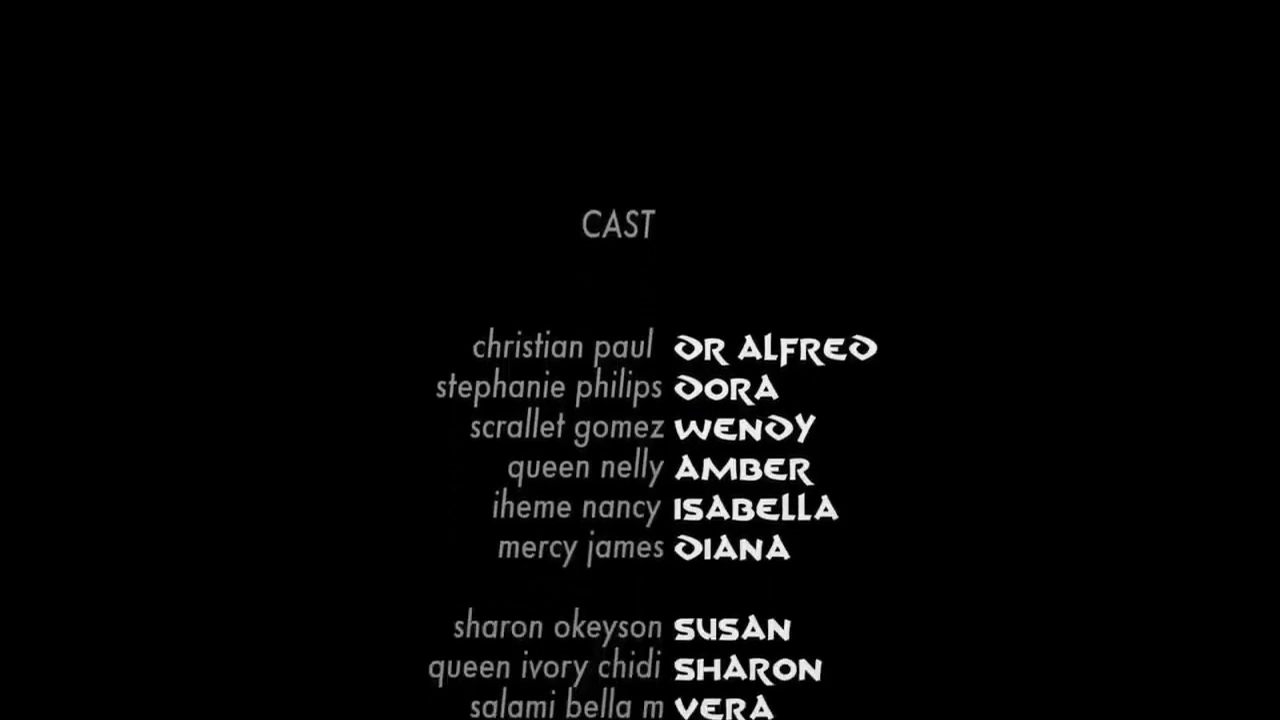 CAST
christian paul DR ALFRED
stephanie philips DORA
scrallet gomez WENDY
queen nelly AMBER
iheme nancy ISABELLA
mercy james DIANA
sharon okeyson SUSAN
queen ivory chidi SHARON
salami bella m VERA